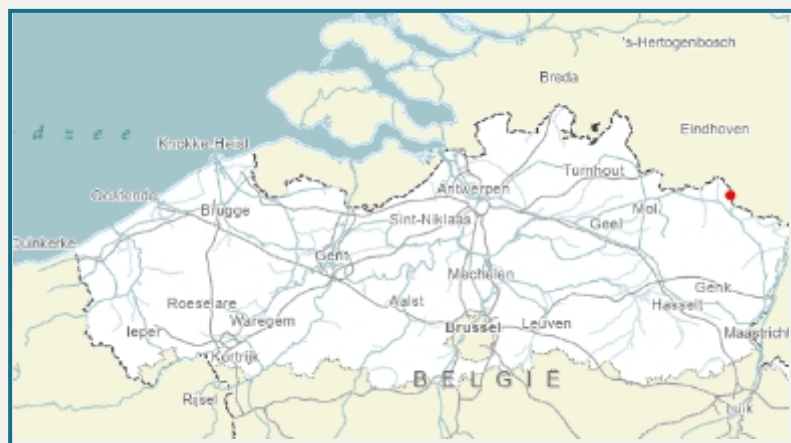 's-Hertogenbosch
Breda
dzee
Eindhoven
Knokke-Heist
Turnhout
Antwerpen
Oostende
Brugge
Sint-Niklaas
Geel
Mol
Duinkerke
Gent
Mechelen
Genk
Roeselare
Aalst
Hasselt
Ieper
Waregem
Brussel
Leuven
Maastricht
Kortrijk
BELGIË
Rijsel
Luik